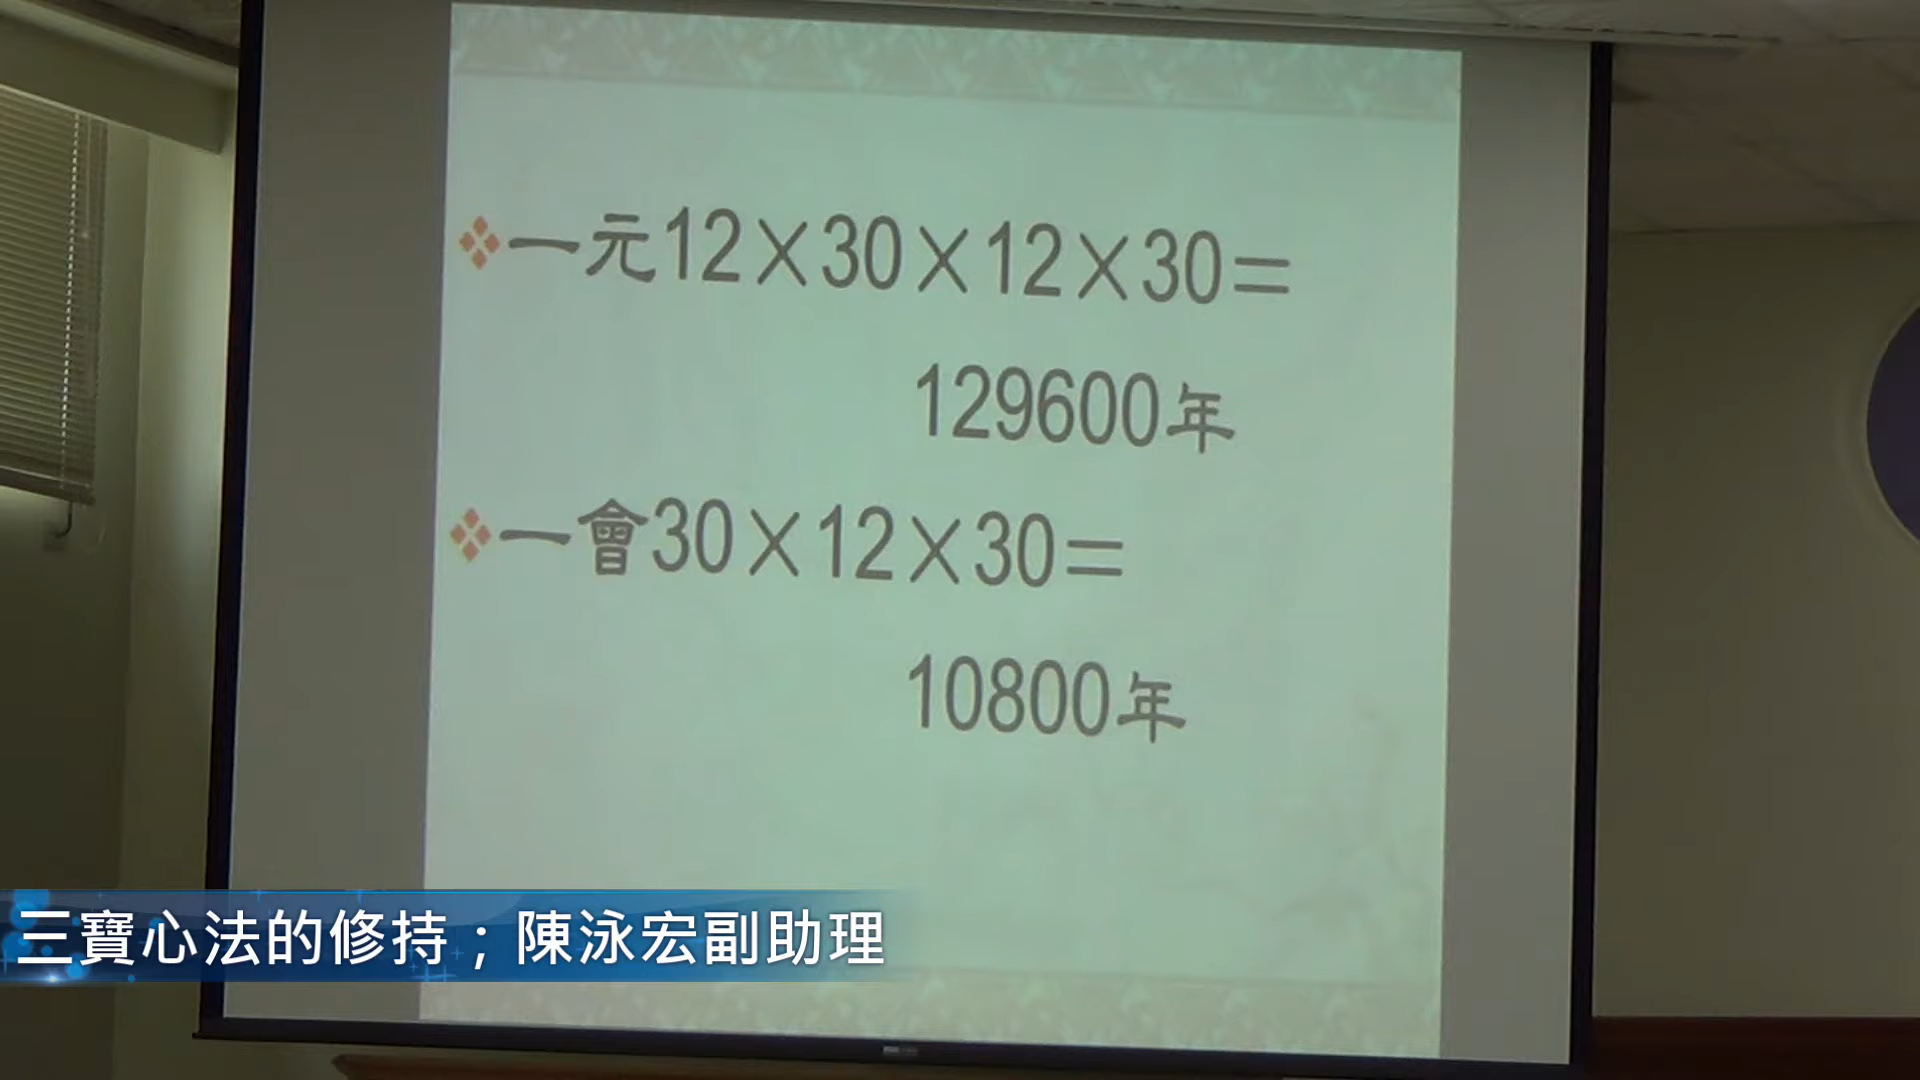 一元12×30×12×30=
129600年
一會30×12×30=
10800年
三寶心法的修持；陳泳宏副助理